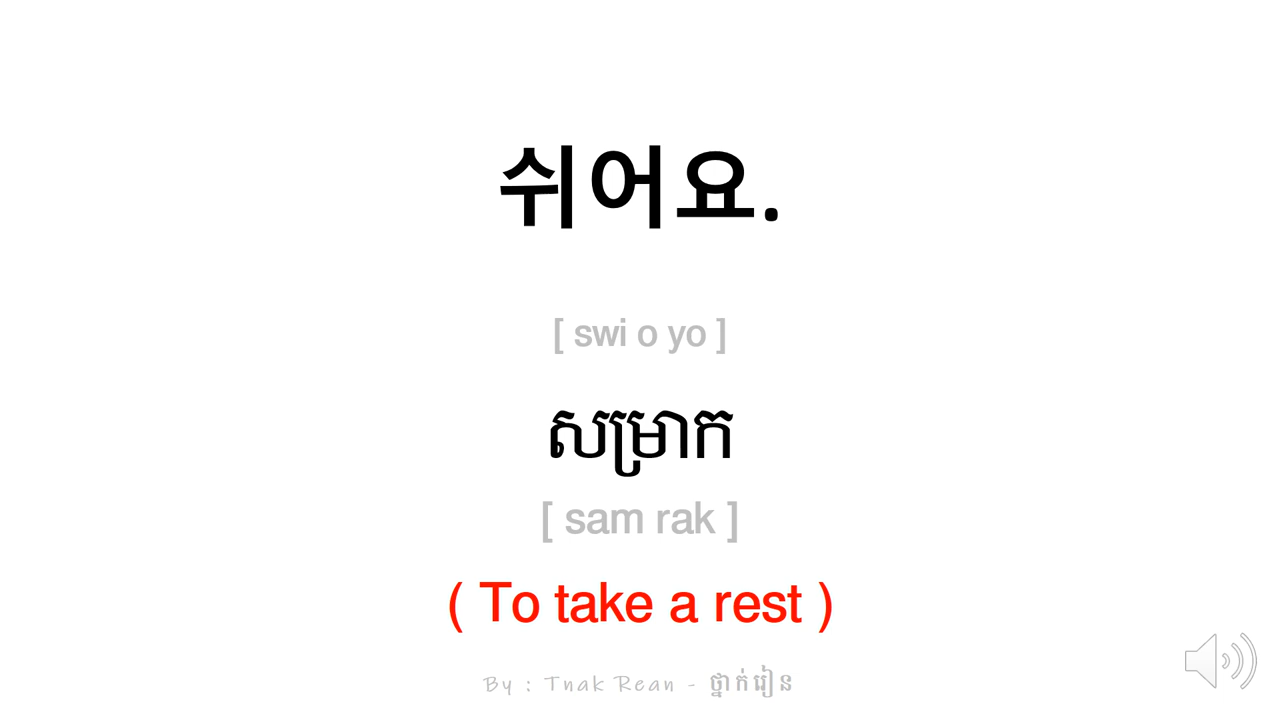 쉬어요.
[ swi o yo ]
សម្រាក
[ sam rak ]
( To take a rest )
By : Tnak Rean - ថ្នាក់រៀន